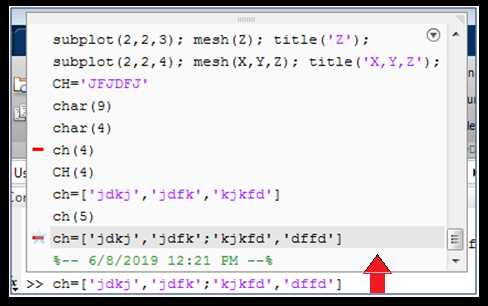 subplot(2,2,3); mesh(Z); title('Z');
subplot(2,2,4); mesh(X,Y,Z); title('X,Y,Z');
CH='JFJDFJ'
char(9)
char(4)
ch(4)
CH(4)
ch=['jdkj','jdfk','kjkfd']
ch(5)
ch=['jdkj','jdfk';'kjkfd','dffd']
%-- 6/8/2019 12:21 PM --%
>> ch=['jdkj','jdfk';'kjkfd','dffd']